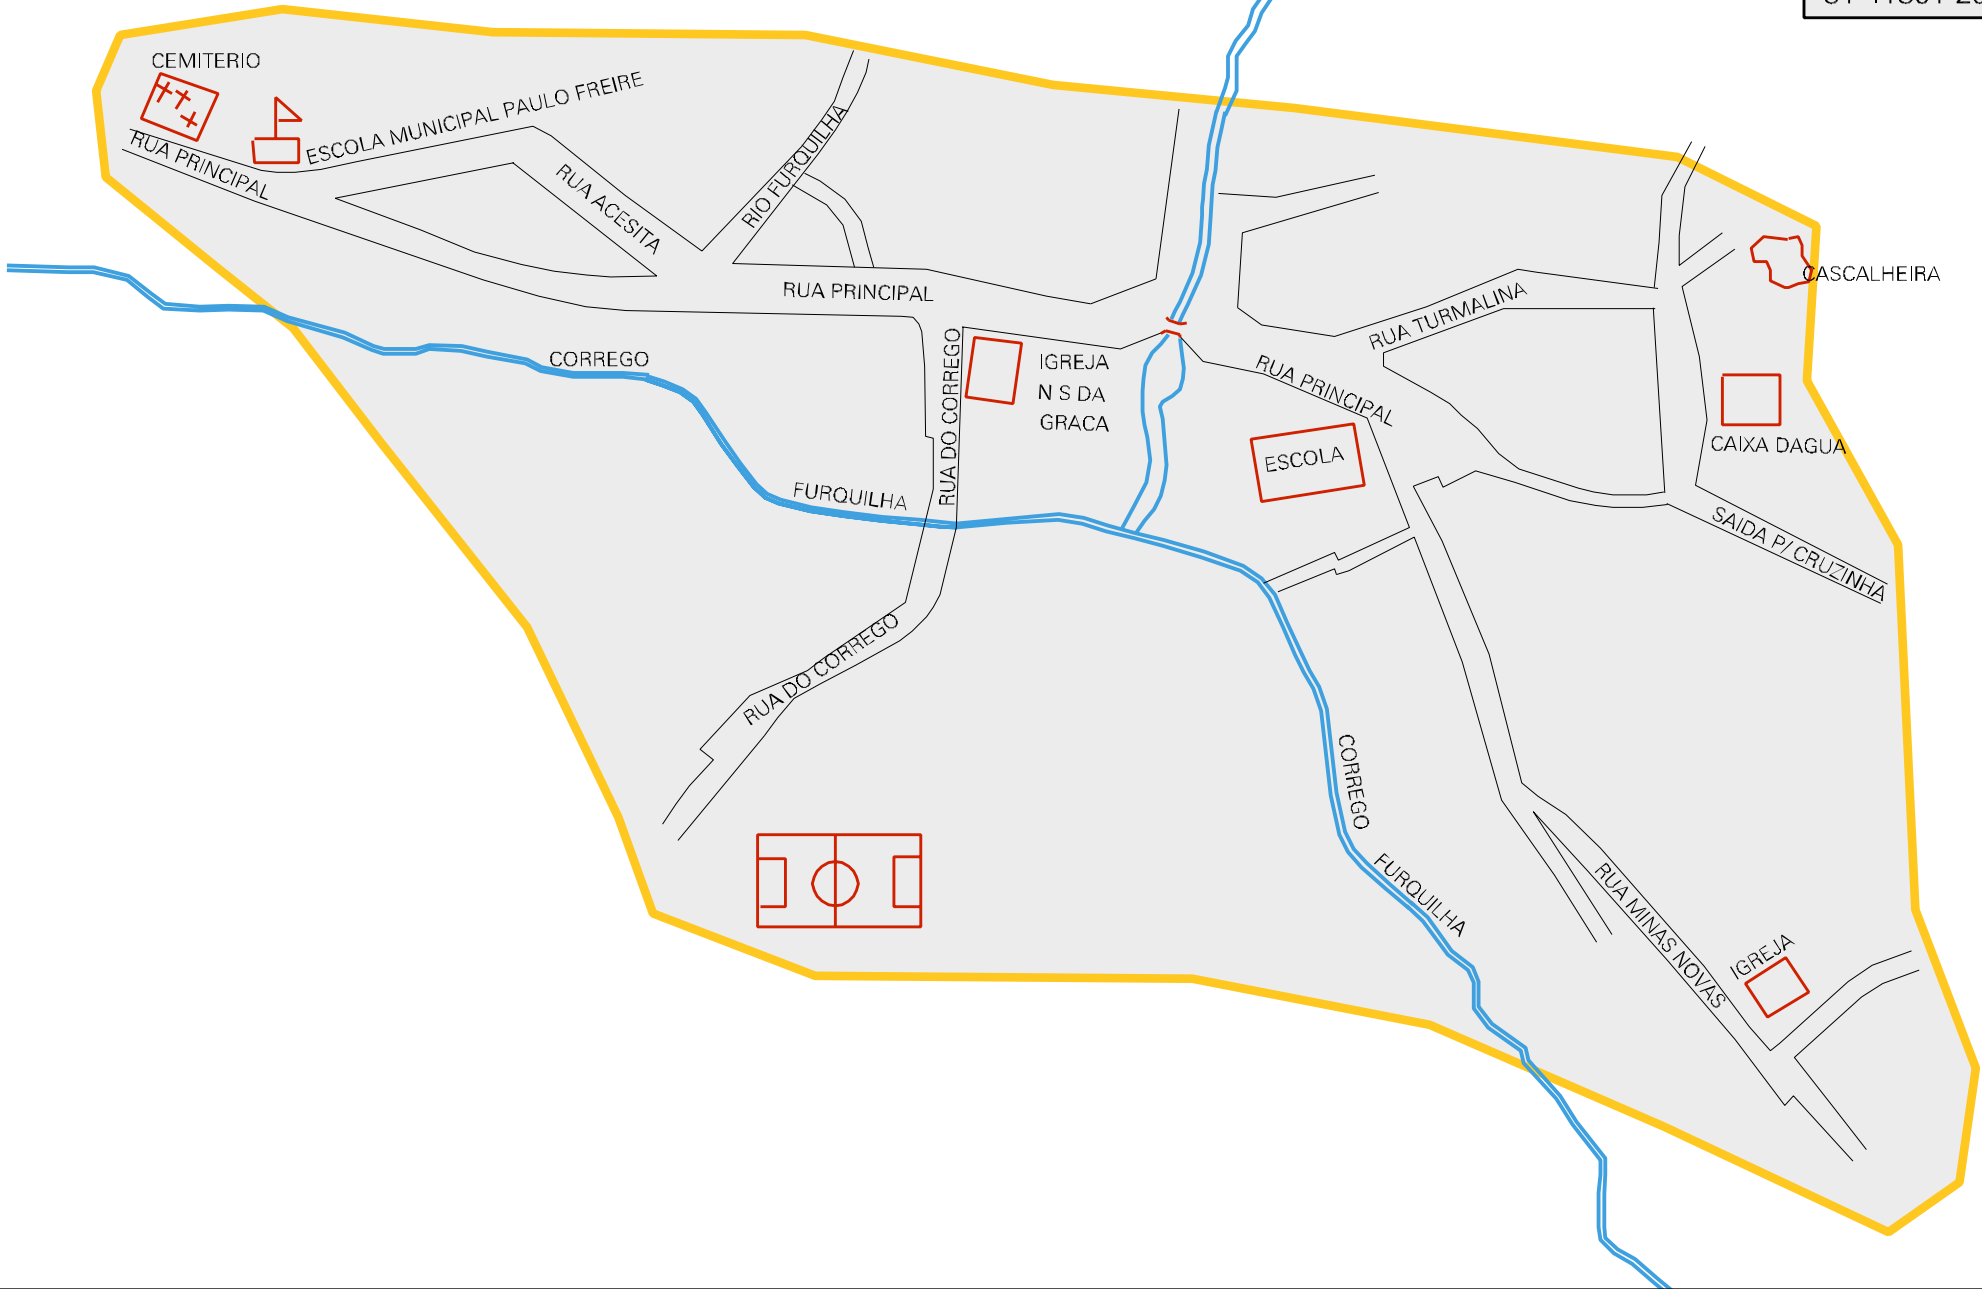 CEMITERIO
ESCOLA MUNICIPAL PAULO FREIRE
RUA PRINCIPAL
RUA ACESITA
RIO FURQUILHA
RUA PRINCIPAL
CASCALHEIRA
RUA TURMALINA
CORREGO
RUA DO CORREGO
IGREJA
N S DA
GRACA
RUA PRINCIPAL
ESCOLA
CAIXA DAGUA
FURQUILHA
SAIDA P/ CRUZINHA
RUA DO CORREGO
CORREGO
FURQUILHA
RUA MINAS NOVAS
IGREJA